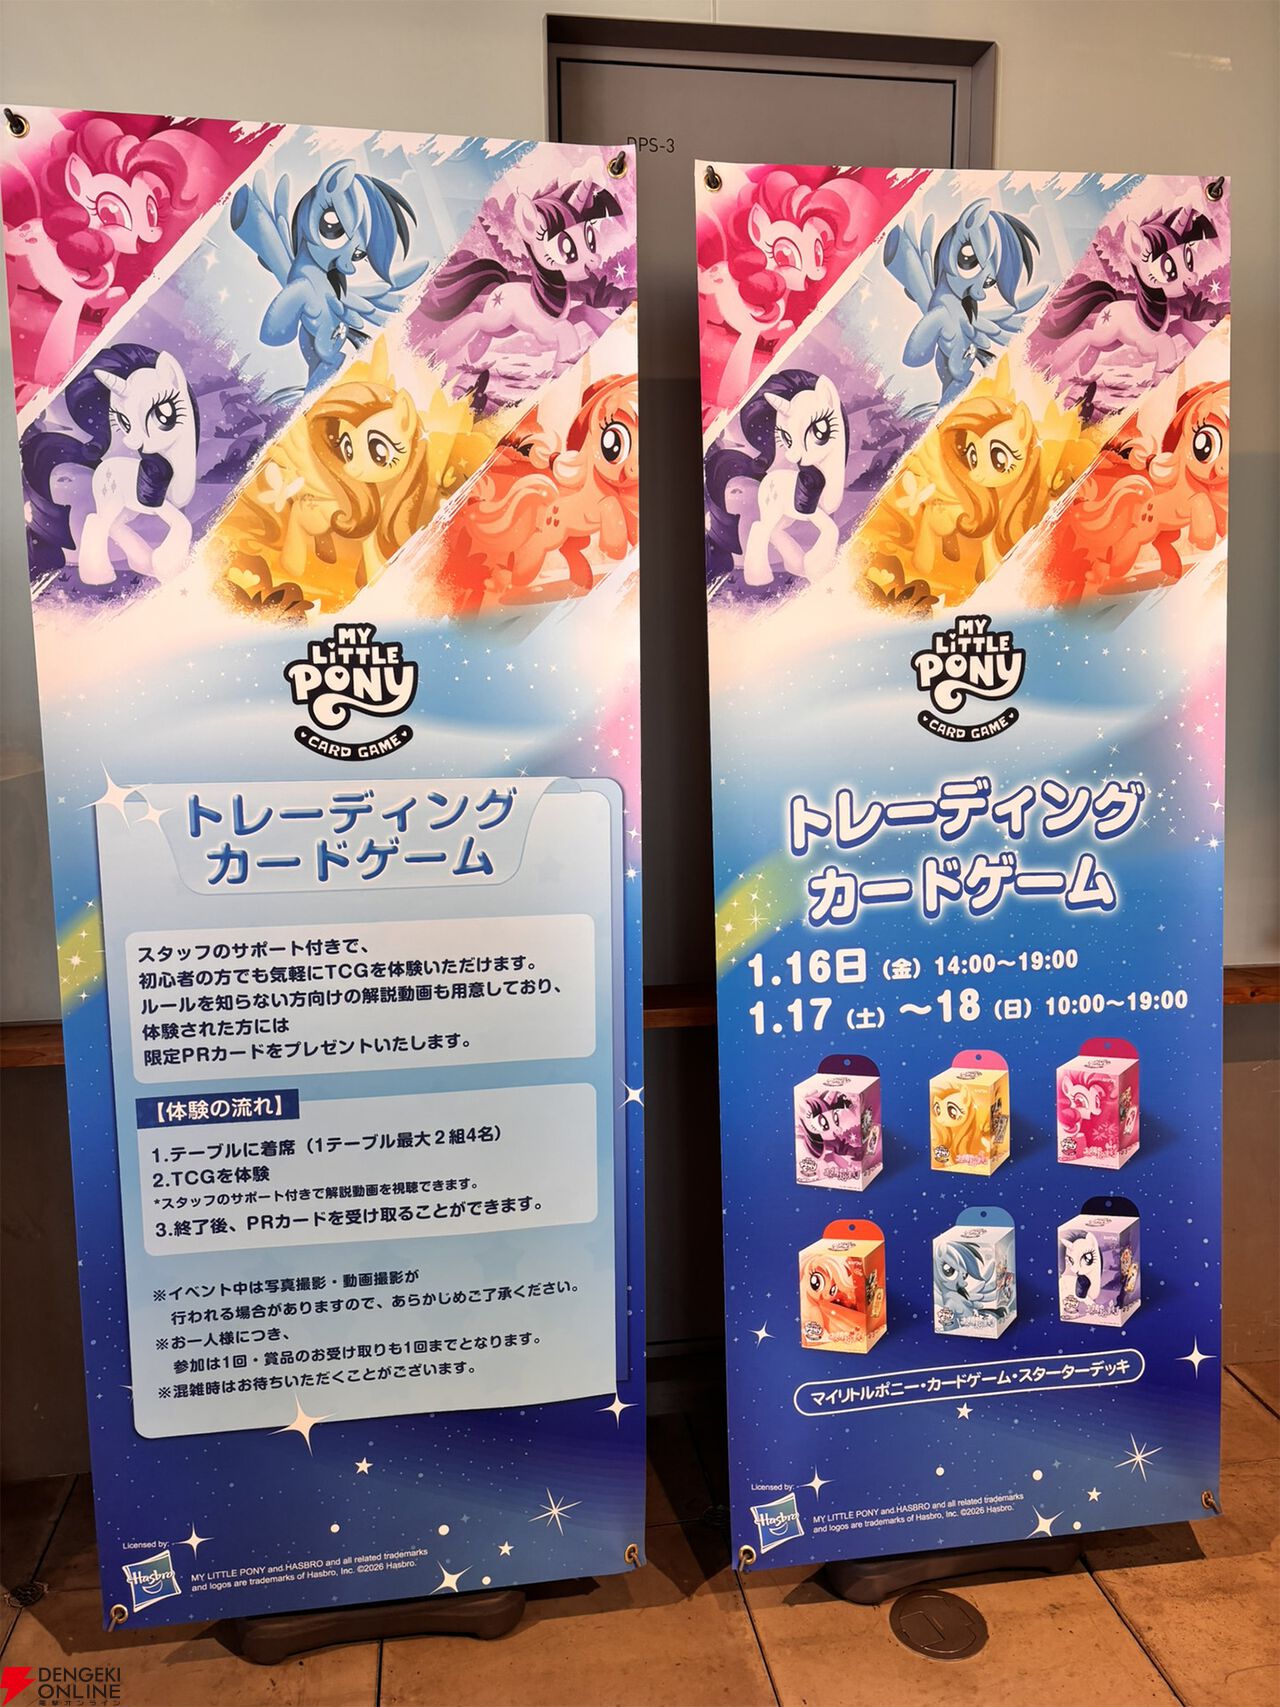 DPS-3
MY
LITTLE
PONY
CARD GAME
トレーディング
カードゲーム
スタッフのサポート付きで、
初心者の方でも気軽にTCGを体験いただけます。
ルールを知らない方向けの解説動画も用意しており、
体験された方には
限定PRカードをプレゼントいたします。
【体験の流れ】
1.テーブルに着席（1テーブル最大2組4名）
2.TCGを体験
*スタッフのサポート付きで解説動画を視聴できます。
3.終了後、PRカードを受け取ることができます。
※イベント中は写真撮影・動画撮影が
行われる場合がありますので、あらかじめご了承ください。
※お一人様につき、
参加は1回・賞品のお受け取りも1回までとなります。
※混雑時はお待ちいただくことがございます。
Licensed by:
Hasbro
MY LITTLE PONY and HASBRO and all related trademarks
and logos are trademarks of Hasbro, Inc. ©2026 Hasbro.
MY
LITTLE
PONY
CARD GAME
トレーディング
カードゲーム
1.16日（金）14:00～19:00
1.17（土）～18（日）10:00～19:00
マイリトルポニー・カードゲーム・スターターデッキ
Licensed by:
Hasbro
MY LITTLE PONY and HASBRO and all related trademarks
and logos are trademarks of Hasbro, Inc. ©2026 Hasbro.
DENGEKI
ONLINE
電撃オンライン